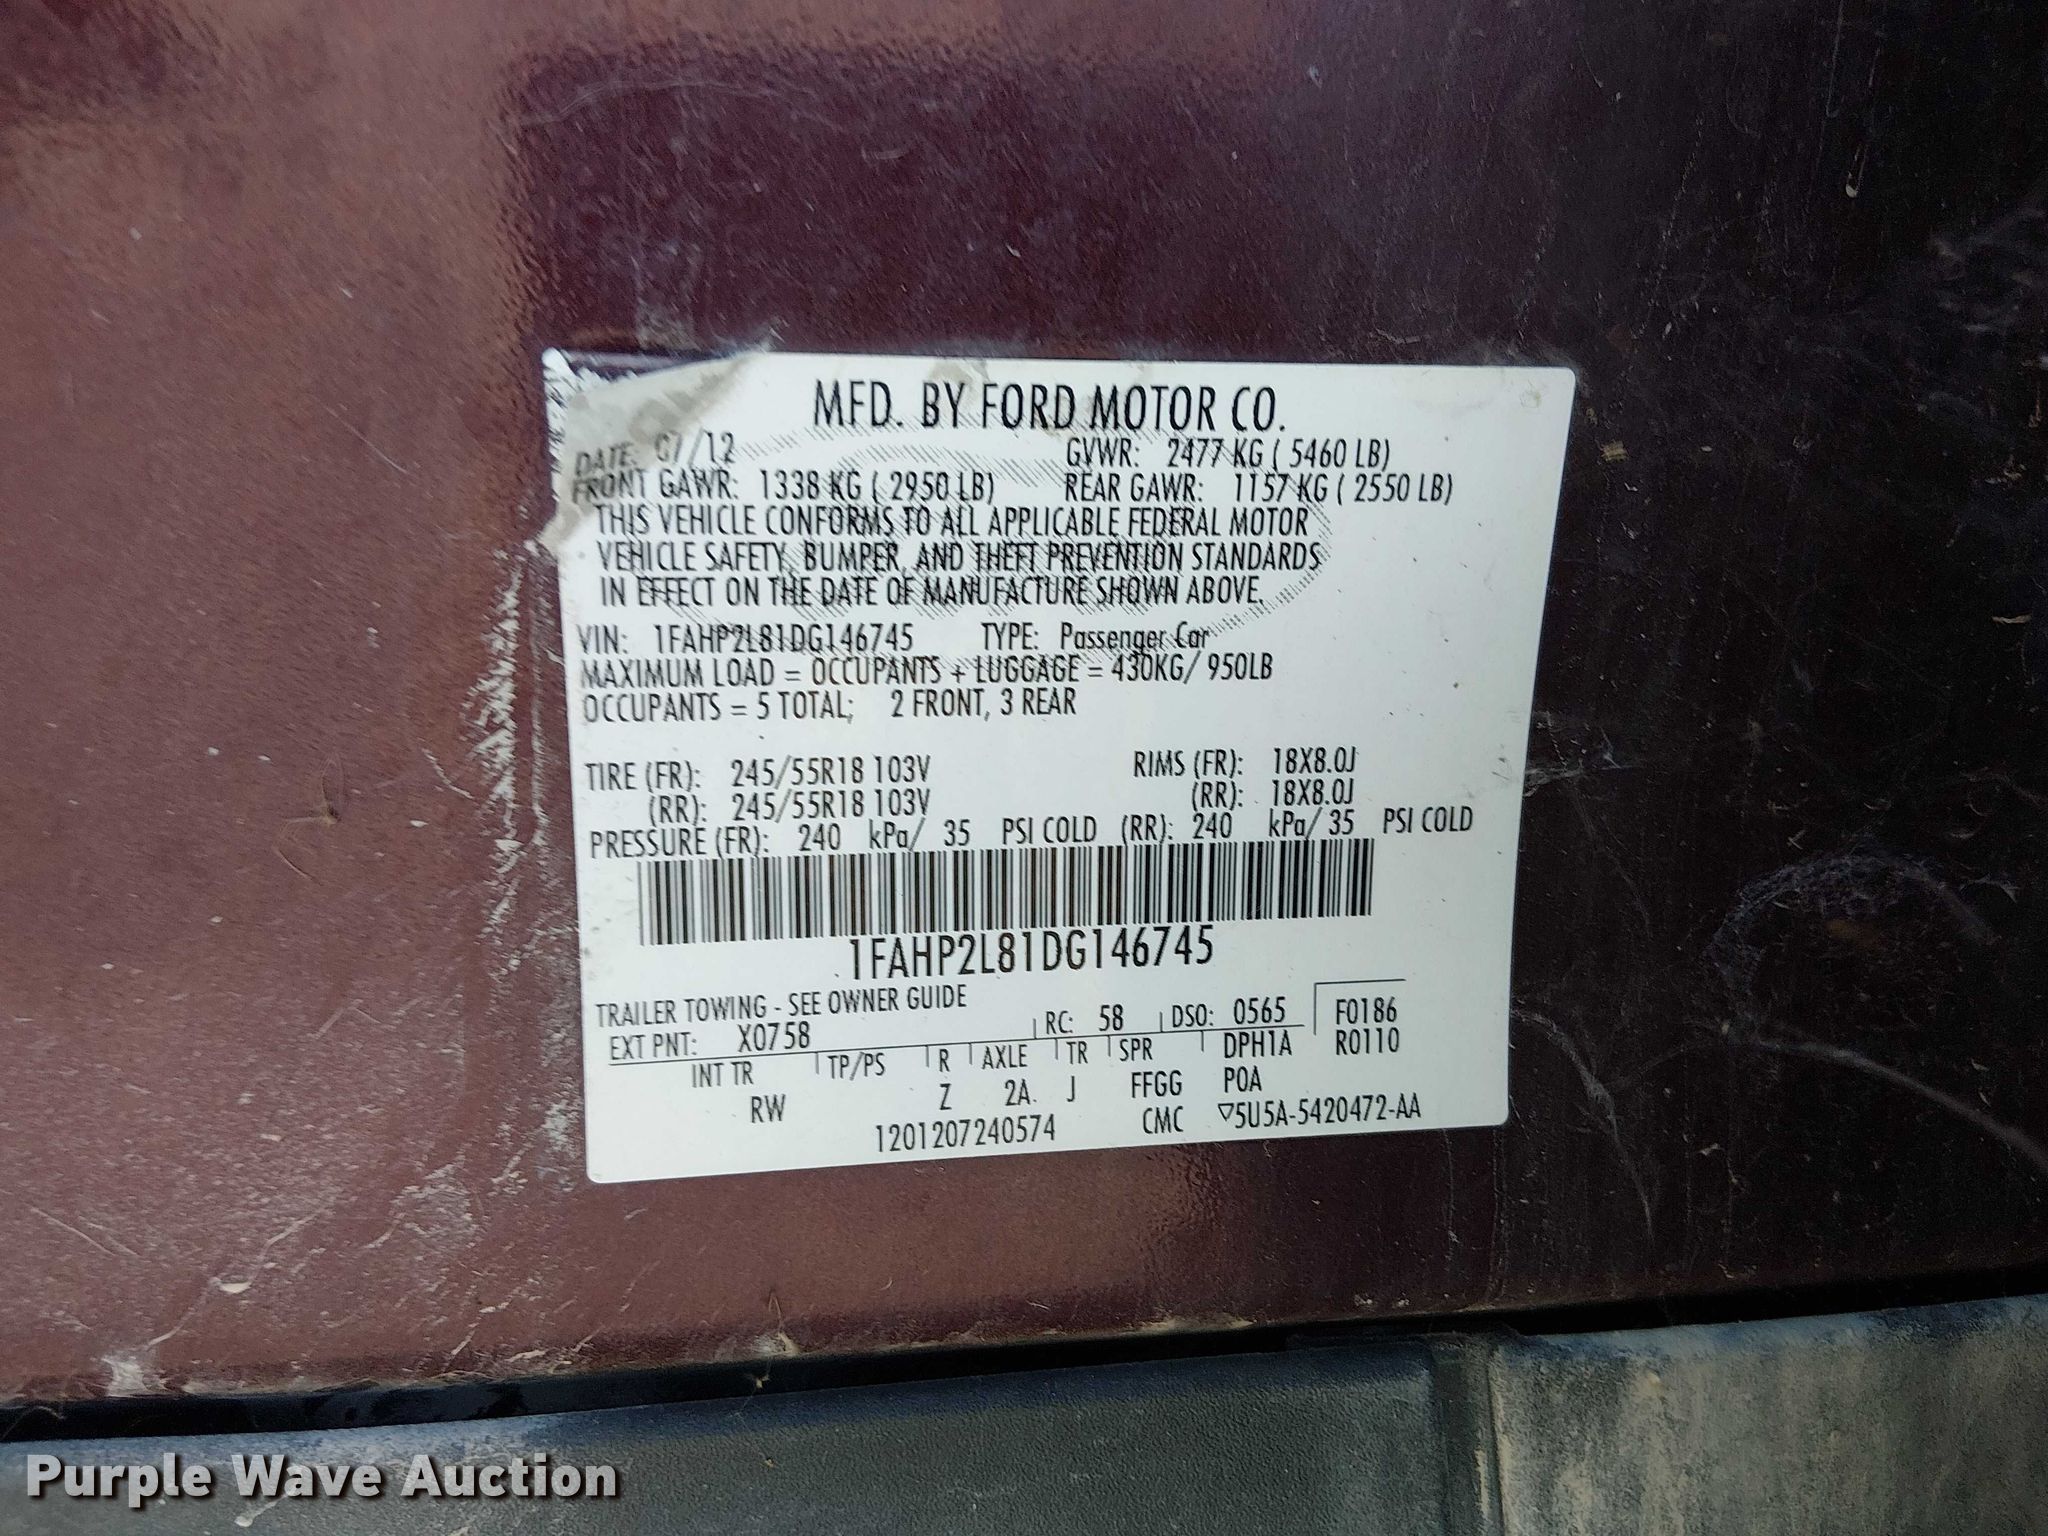 MFD. BY FORD MOTOR CO.
DATE: 07/12 GVWR: 2477 KG ( 5460 LB)
FRONT GAWR: 1338 KG ( 2950 LB) REAR GAWR: 1157 KG ( 2550 LB)
THIS VEHICLE CONFORMS TO ALL APPLICABLE FEDERAL MOTOR
VEHICLE SAFETY, BUMPER, AND THEFT PREVENTION STANDARDS
IN EFFECT ON THE DATE OF MANUFACTURE SHOWN ABOVE.
VIN: 1FAHP2L81DG146745 TYPE: Passenger Car
MAXIMUM LOAD = OCCUPANTS + LUGGAGE = 430KG/ 950LB
OCCUPANTS = 5 TOTAL; 2 FRONT, 3 REAR
TIRE (FR): 245/55R18 103V RIMS (FR): 18X8.0J
(RR): 245/55R18 103V (RR): 18X8.0J
PRESSURE (FR): 240 kPa/ 35 PSI COLD (RR): 240 kPa/ 35 PSI COLD
1FAHP2L81DG146745
TRAILER TOWING - SEE OWNER GUIDE
EXT PNT: X0758 RC: 58 DSO: 0565 F0186
INT TR TP/PS R AXLE TR SPR DPH1A R0110
RW Z 2A. J FFGG POA
1201207240574 CMC ▽5U5A-5420472-AA
Purple Wave Auction